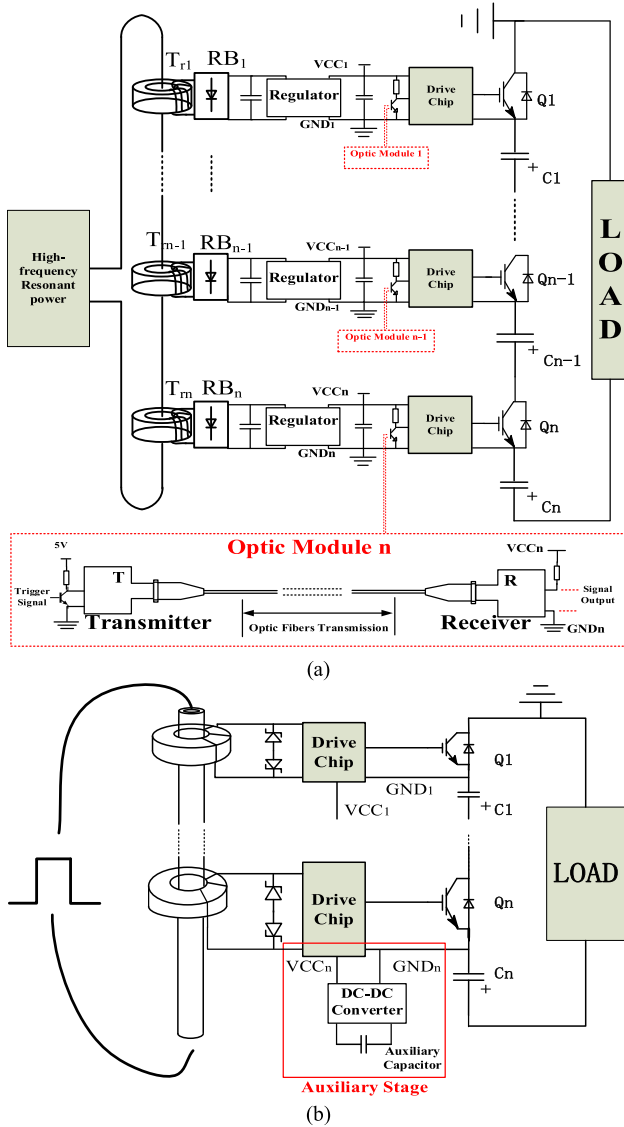 Tr1 RB1 VCC1
Regulator
GND1
Drive
Chip
Q1
Optic Module 1
C1
+
High-
frequency
Resonant
power
Trn-1 RBn-1 VCCn-1
Regulator
GNDn-1
Drive
Chip
Qn-1
Optic Module n-1
Cn-1
+
LOAD
Trn RBn VCCn
Regulator
GNDn
Drive
Chip
Qn
Cn
+
Optic Module n
5V
Trigger
Signal
T
Transmitter
Optic Fibers Transmission
Receiver
R
VCCn
Signal
Output
GNDn
(a)
Drive
Chip
Q1
GND1
VCC1
C1
+
Drive
Chip
Qn
VCCn GNDn
Cn
+
LOAD
DC-DC
Converter
Auxiliary
Capacitor
Auxiliary Stage
(b)